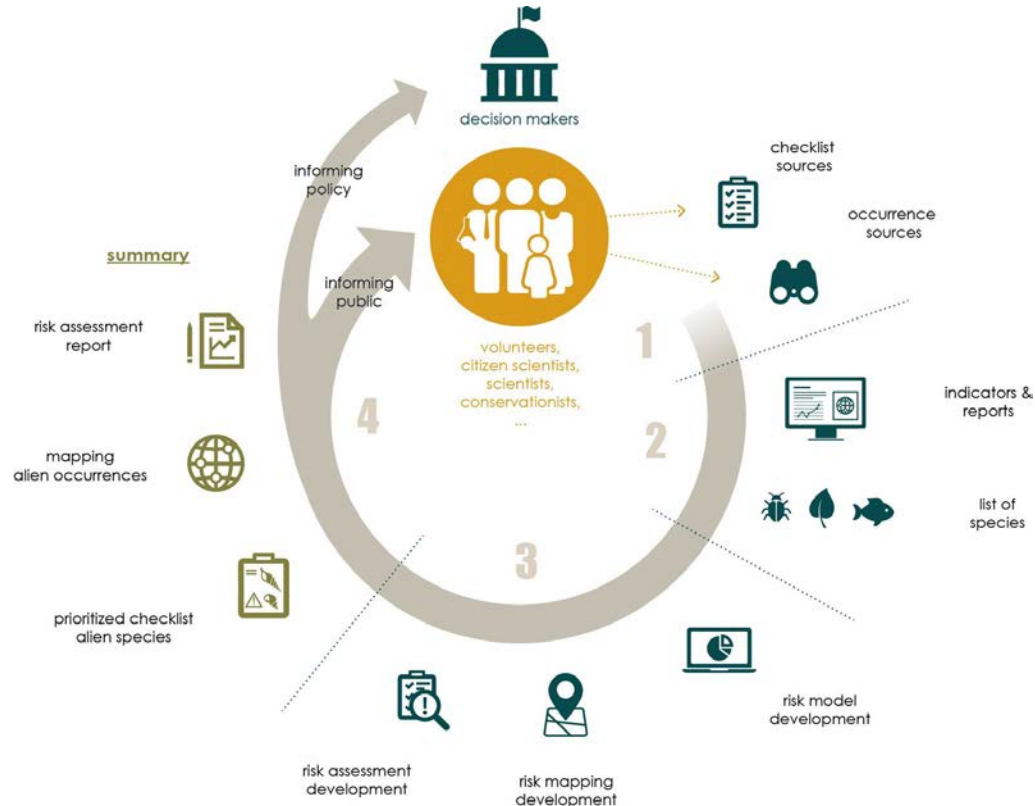 decision makers
informing
policy
informing
public
summary
risk assessment
report
mapping
alien occurrences
prioritized checklist
alien species
volunteers,
citizen scientists,
scientists,
conservationists,
...
checklist
sources
occurrence
sources
1
indicators &
reports
2
list of
species
risk model
development
3
risk mapping
development
risk assessment
development
4